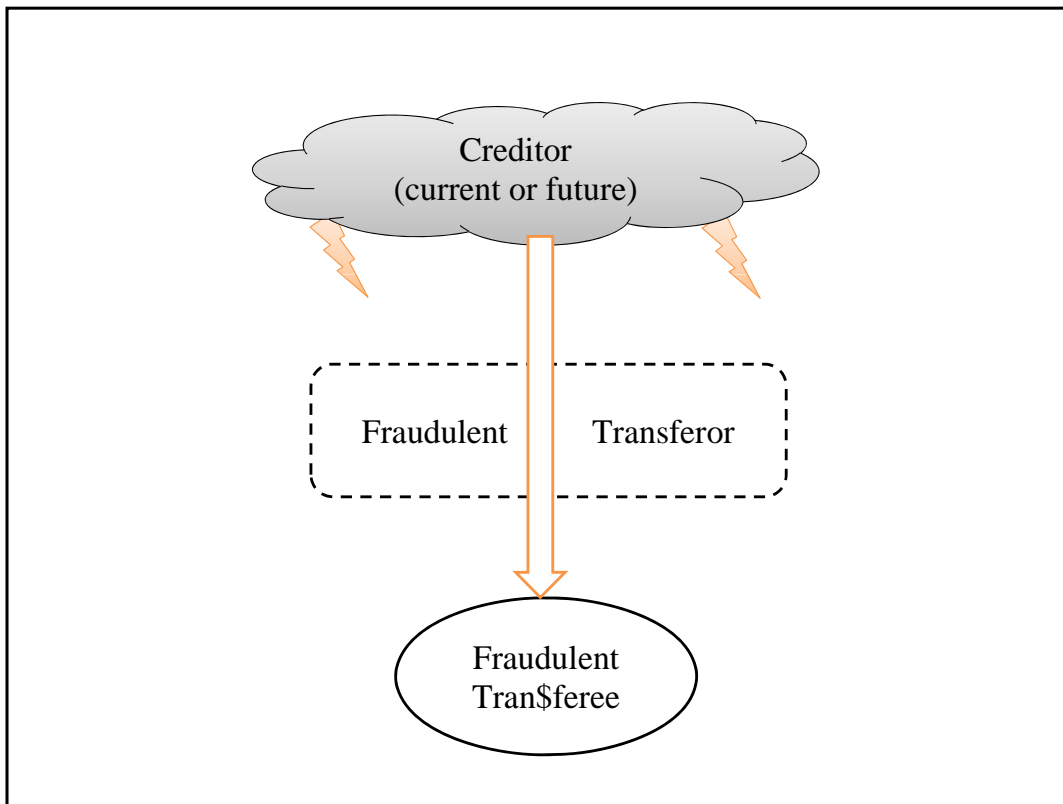 Creditor
(current or future)
Fraudulent Transferor
Fraudulent
Tran$feree